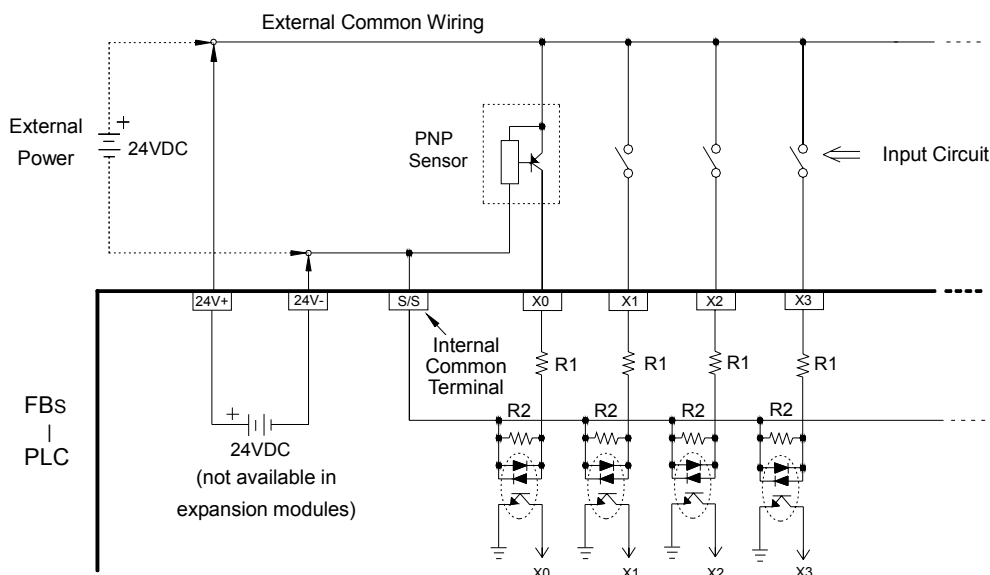 External Common Wiring
External
Power
+
24VDC
PNP
Sensor
Input Circuit
24V+
24V-
S/S
X0
X1
X2
X3
Internal
Common
Terminal
R1
R1
R1
R1
FBs
PLC
+
24VDC
(not available in
expansion modules)
R2
R2
R2
R2
X0
X1
X2
X3